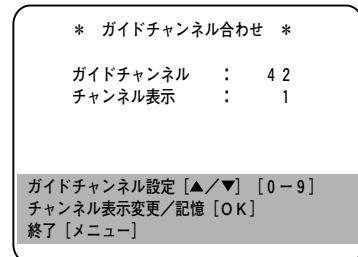 ＊ ガイドチャンネル合わせ ＊
ガイドチャンネル ： ４２
チャンネル表示 ： １
ガイドチャンネル設定［▲／▼］［０－９］
チャンネル表示変更／記憶［ＯＫ］
終了［メニュー］